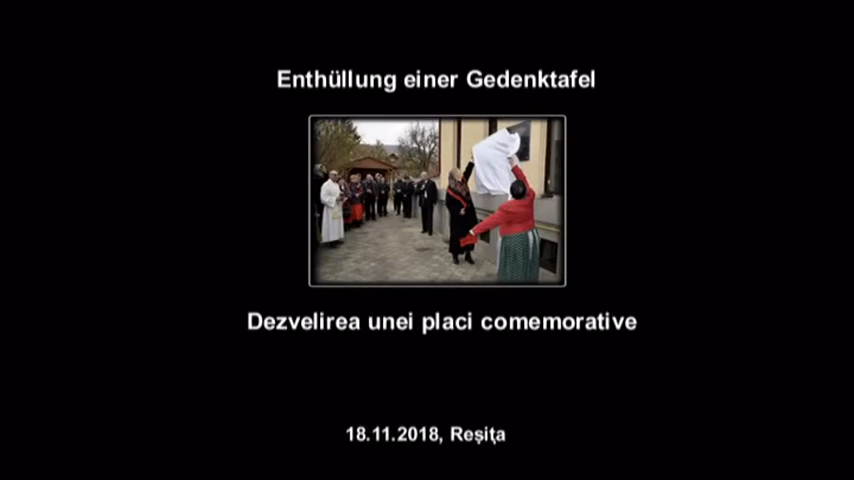 Enthüllung einer Gedenktafel
Dezvelirea unei placi comemorative
18.11.2018, Reşiţa